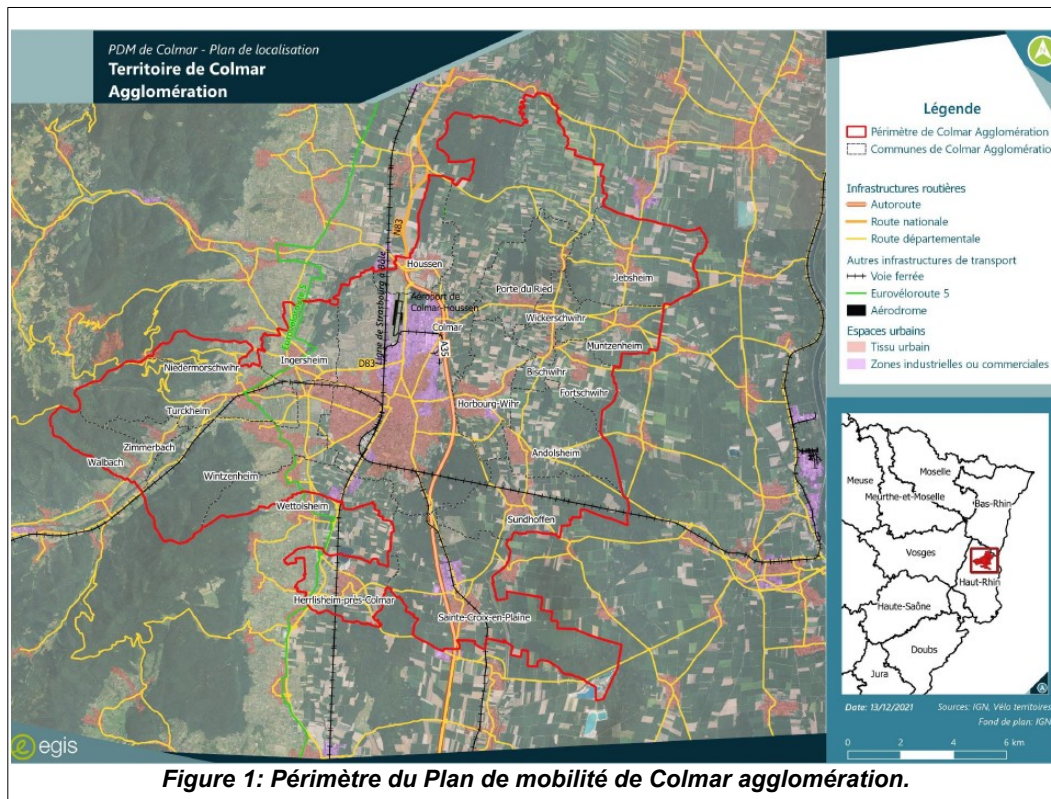 PDM de Colmar - Plan de localisation
Territoire de Colmar
Agglomération
Légende
Périmètre de Colmar Agglomération
Communes de Colmar Agglomération
Infrastructures routières
Autoroute
Route nationale
Route départementale
Autres infrastructures de transport
Voie ferrée
Eurovéloroute 5
Aérodrome
Espaces urbains
Tissu urbain
Zones industrielles ou commerciales
N83
Houssen
Ligne de Strasbourg à Bâle
Aéroport de
Colmar-Houssen
Colmar
A35
Porte du Ried
Jebsheim
Wickerschwihr
Muntzenheim
Eurovéloroute 5
Ingersheim
D83
Niedermorschwihr
Bischwihr
Fortschwihr
Turckheim
Horbourg-Wihr
Zimmerbach
Walbach
Andolsheim
Wintzenheim
Wettolsheim
Sundhoffen
Herrlisheim-près-Colmar
Sainte-Croix-en-Plaine
Moselle
Meuse
Meurthe-et-Moselle
Bas-Rhin
Vosges
Haut-Rhin
Haute-Saône
Doubs
Jura
Date: 13/12/2021
Sources: IGN, Vélo territoires
Fond de plan: IGN
0 2 4 6 km
egis
Figure 1: Périmètre du Plan de mobilité de Colmar agglomération.